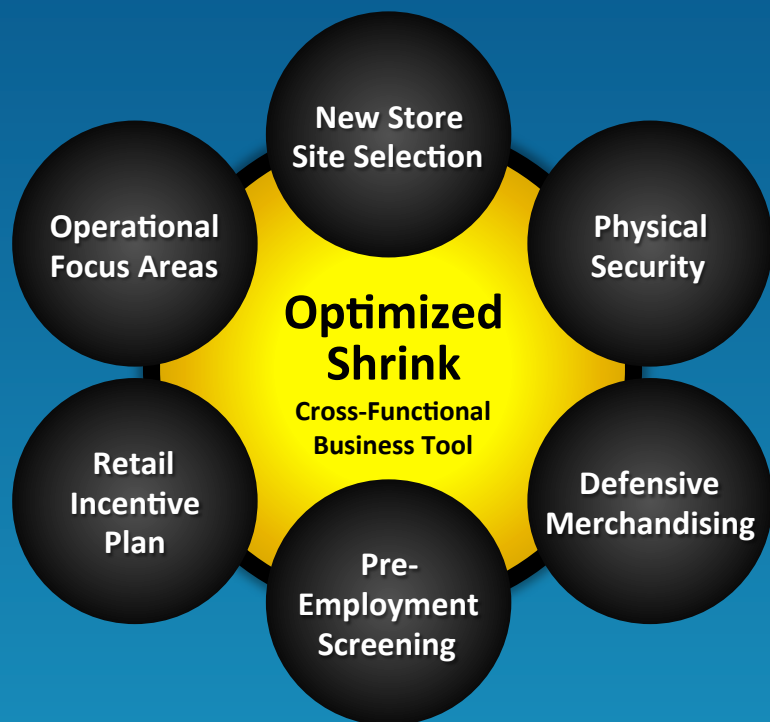 New Store
Site Selection
Operational
Focus Areas
Physical
Security
Optimized
Shrink
Cross-Functional
Business Tool
Retail
Incentive
Plan
Defensive
Merchandising
Pre-
Employment
Screening